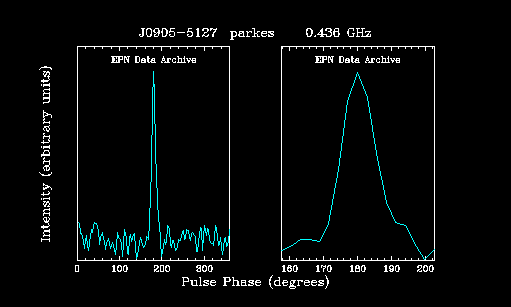 J0905-5127 parkes 0.436 GHz
EPN Data Archive EPN Data Archive
Intensity (arbitrary units)
0 100 200 300 160 170 180 190 200
Pulse Phase (degrees)